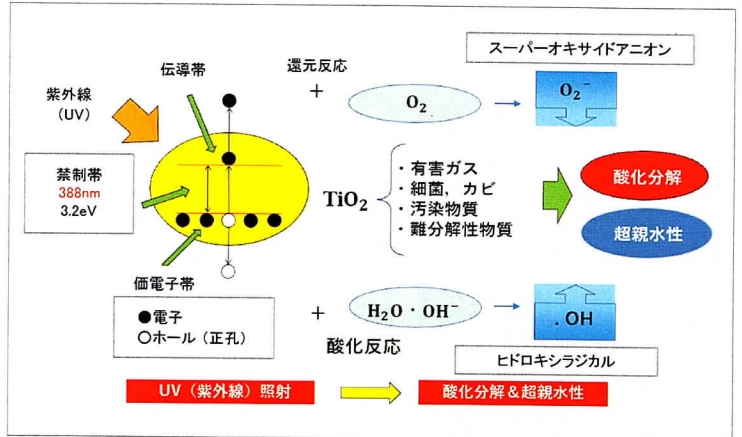 スーパーオキサイドアニオン
伝導帯
還元反応
紫外線
(UV)
+
O₂
O₂⁻
禁制帯
388nm
3.2eV
TiO₂
・有害ガス
・細菌，カビ
・汚染物質
・難分解性物質
酸化分解
超親水性
価電子帯
●電子
○ホール（正孔）
+
H₂O・OH⁻
.OH
酸化反応
ヒドロキシラジカル
UV（紫外線）照射
酸化分解＆超親水性